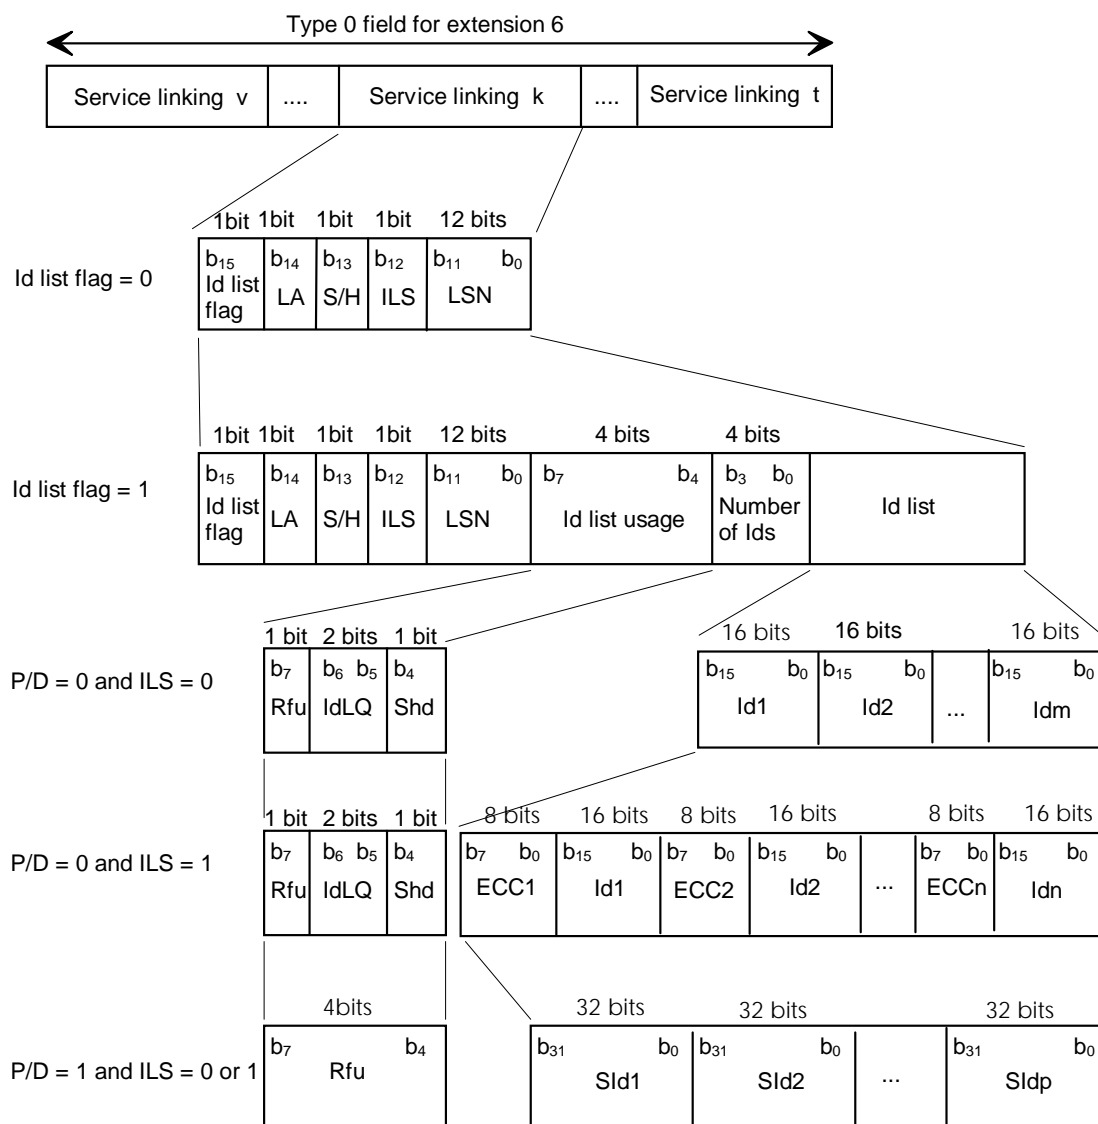 Type 0 field for extension 6
Service linking v .... Service linking k .... Service linking t
1bit 1bit 1bit 1bit 12 bits
Id list flag = 0
b15 b14 b13 b12 b11 b0
Id list flag LA S/H ILS LSN
1bit 1bit 1bit 1bit 12 bits 4 bits 4 bits
Id list flag = 1
b15 b14 b13 b12 b11 b0 b7 b4 b3 b0
Id list flag LA S/H ILS LSN Id list usage Number of Ids Id list
1 bit 2 bits 1 bit 16 bits 16 bits 16 bits
P/D = 0 and ILS = 0
b7 b6 b5 b4 b15 b0 b15 b0 b15 b0
Rfu IdLQ Shd Id1 Id2 ... Idm
1 bit 2 bits 1 bit 8 bits 16 bits 8 bits 16 bits 8 bits 16 bits
P/D = 0 and ILS = 1
b7 b6 b5 b4 b7 b0 b15 b0 b7 b0 b15 b0 b7 b0 b15 b0
Rfu IdLQ Shd ECC1 Id1 ECC2 Id2 ... ECCn Idn
4bits 32 bits 32 bits 32 bits
P/D = 1 and ILS = 0 or 1
b7 b4 b31 b0 b31 b0 b31 b0
Rfu SId1 SId2 ... SIdp